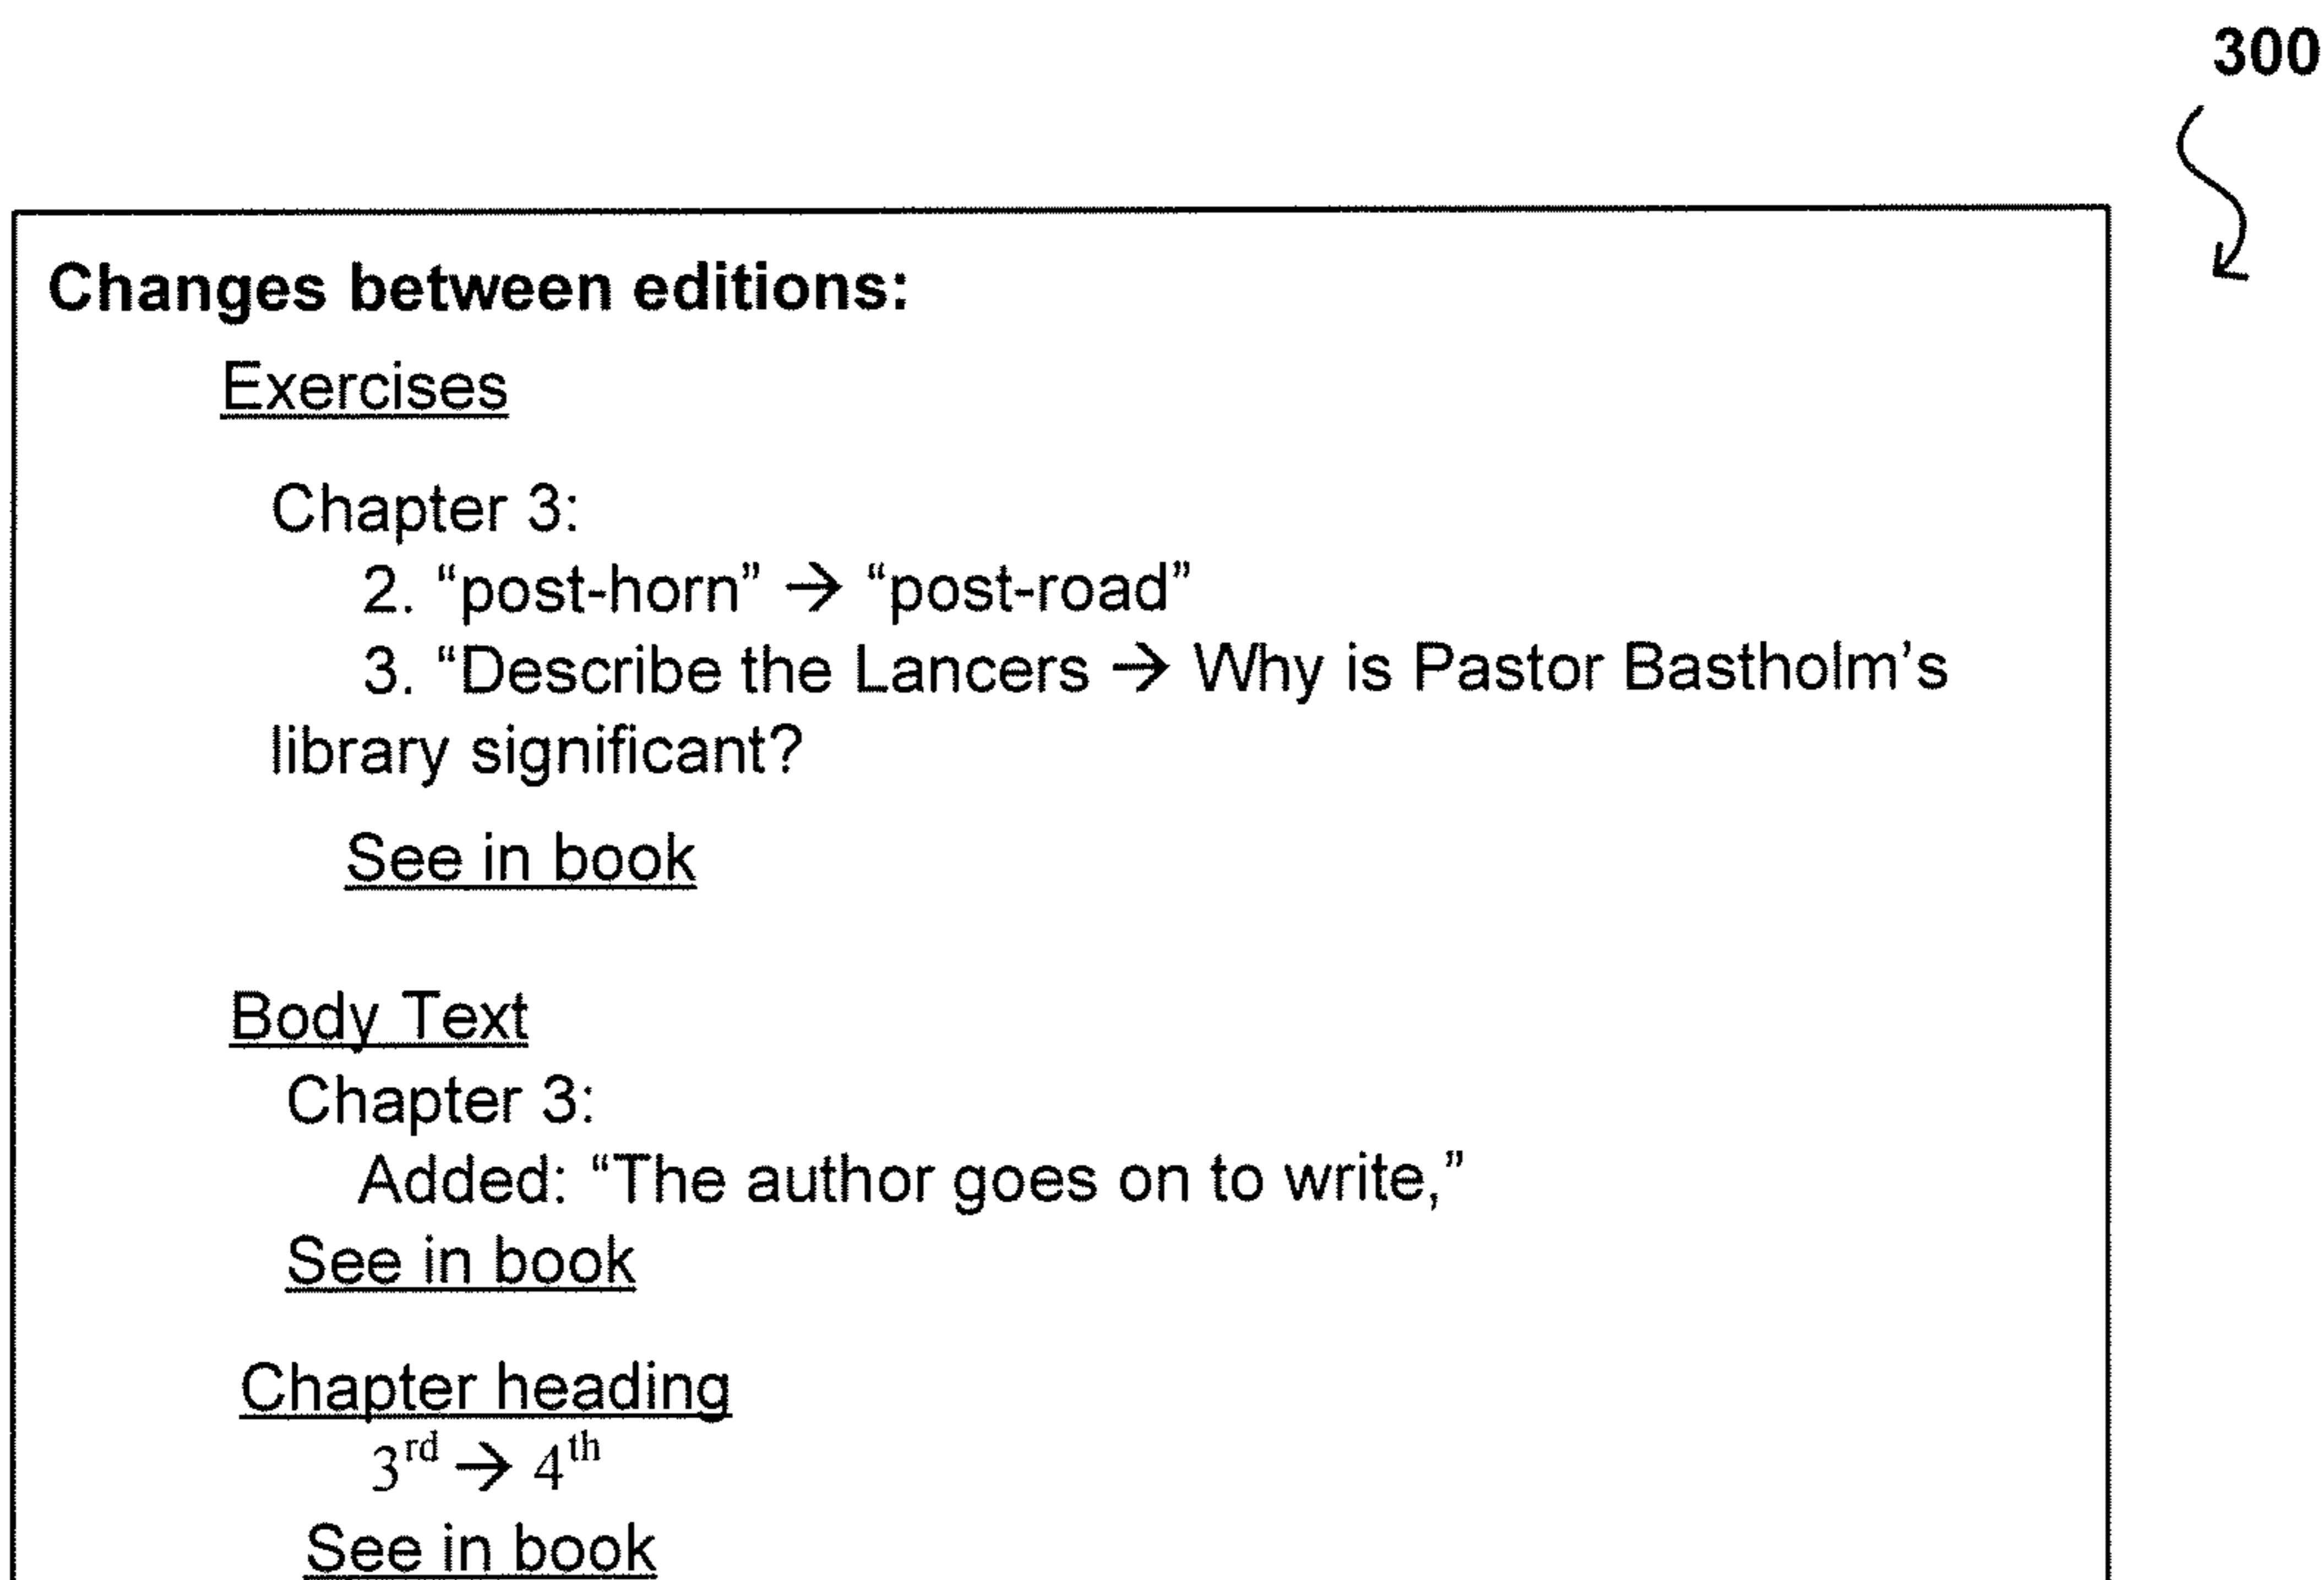 300
Changes between editions:
Exercises
Chapter 3:
2. “post-horn” → “post-road”
3. “Describe the Lancers → Why is Pastor Bastholm’s
library significant?
See in book
Body Text
Chapter 3:
Added: “The author goes on to write,”
See in book
Chapter heading
3rd → 4th
See in book